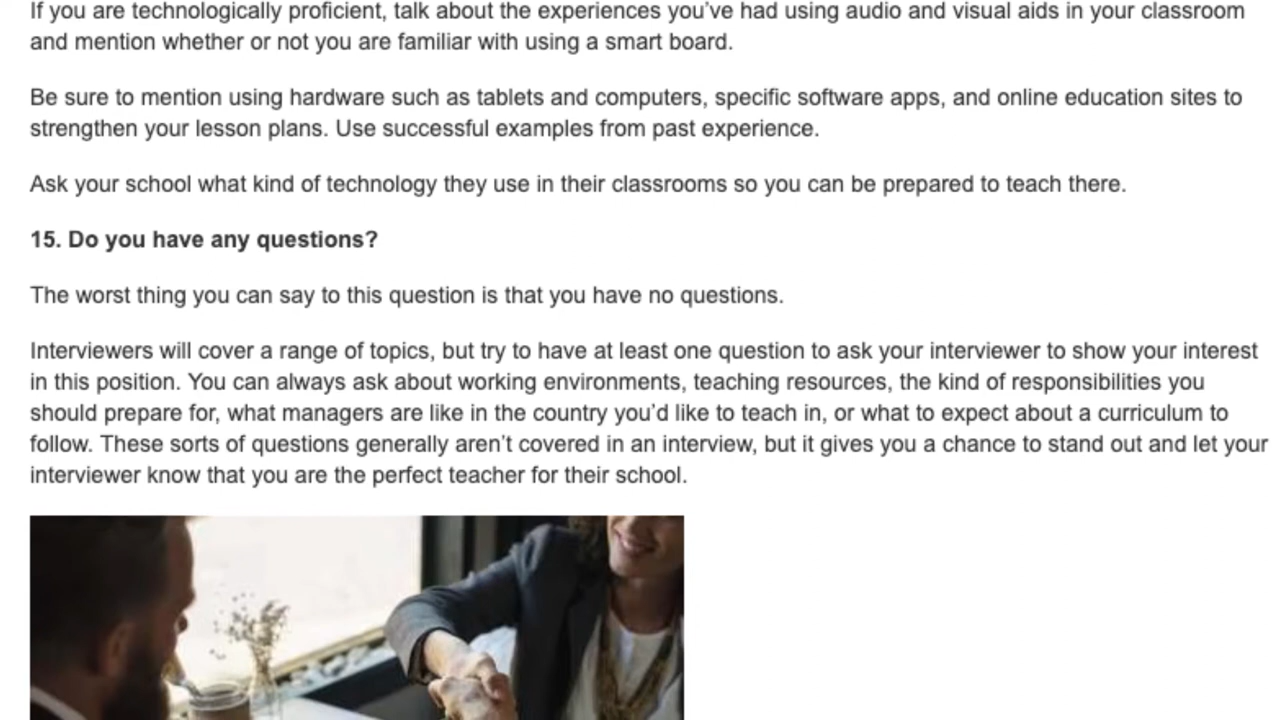 If you are technologically proficient, talk about the experiences you’ve had using audio and visual aids in your classroom
and mention whether or not you are familiar with using a smart board.
Be sure to mention using hardware such as tablets and computers, specific software apps, and online education sites to
strengthen your lesson plans. Use successful examples from past experience.
Ask your school what kind of technology they use in their classrooms so you can be prepared to teach there.
15. Do you have any questions?
The worst thing you can say to this question is that you have no questions.
Interviewers will cover a range of topics, but try to have at least one question to ask your interviewer to show your interest
in this position. You can always ask about working environments, teaching resources, the kind of responsibilities you
should prepare for, what managers are like in the country you’d like to teach in, or what to expect about a curriculum to
follow. These sorts of questions generally aren’t covered in an interview, but it gives you a chance to stand out and let your
interviewer know that you are the perfect teacher for their school.